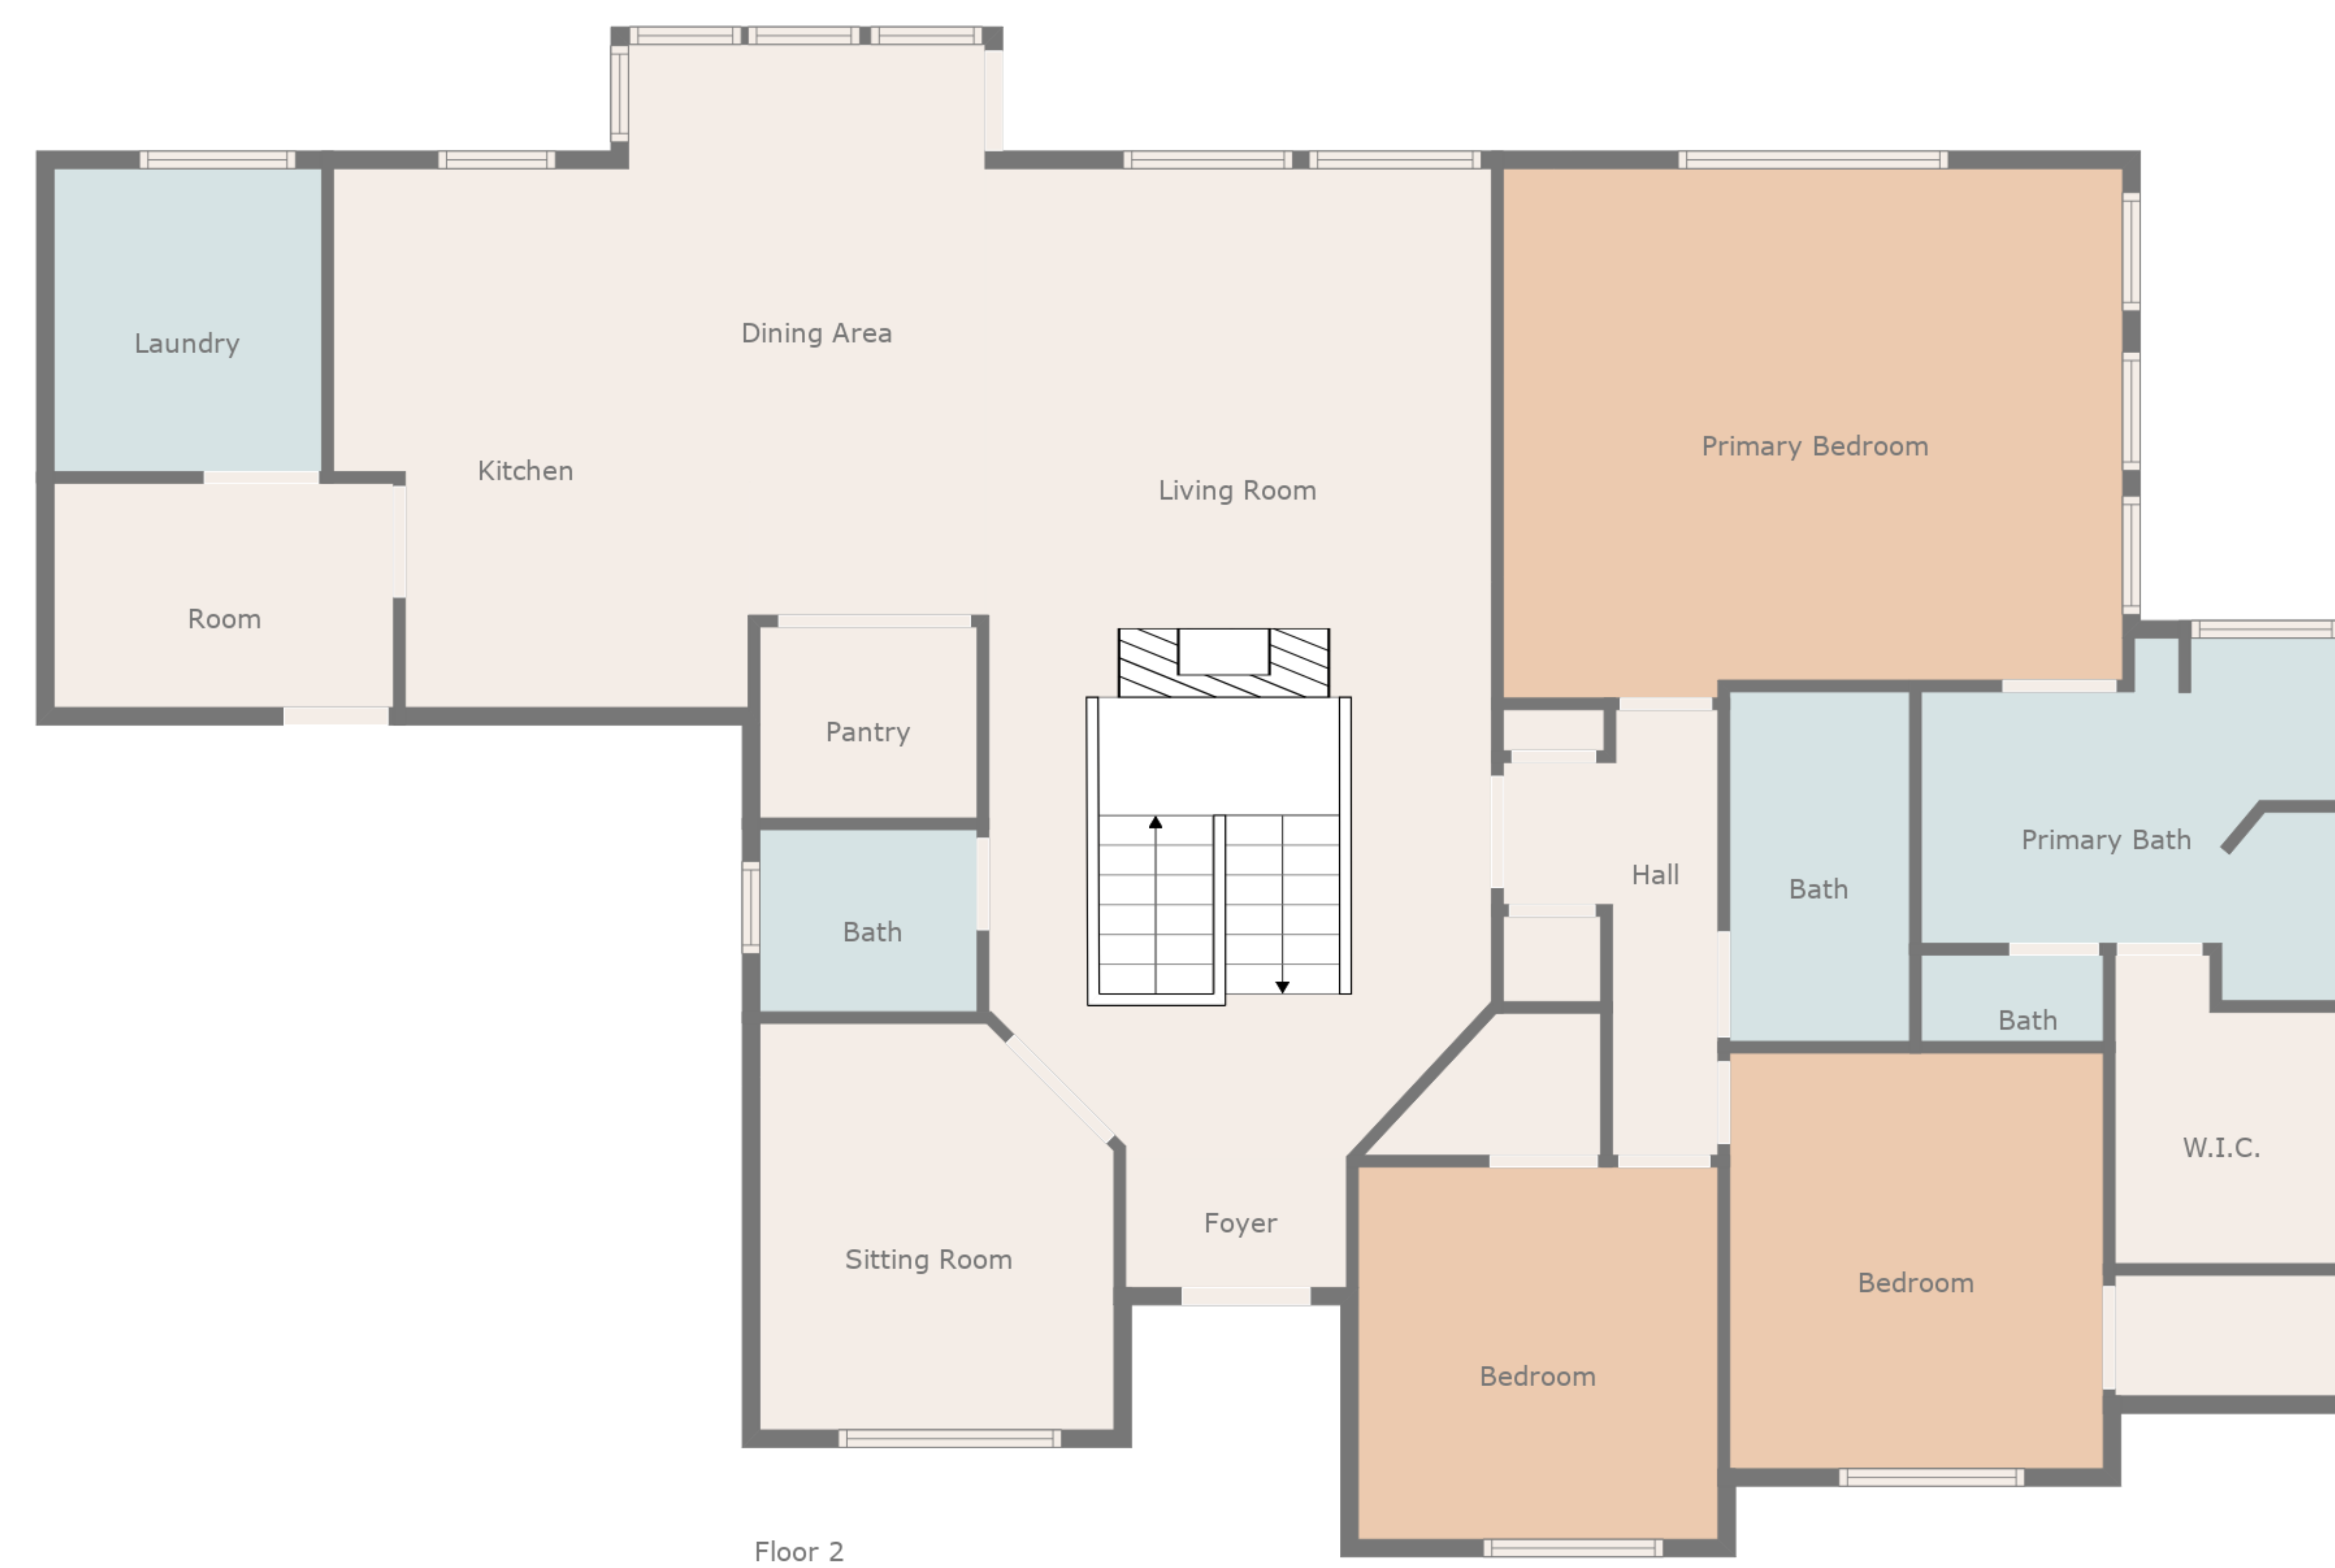 Dining Area
Laundry
Primary Bedroom
Kitchen
Living Room
Room
Pantry
Primary Bath
Hall
Bath
Bath
Bath
W.I.C.
Foyer
Sitting Room
Bedroom
Bedroom
Floor 2